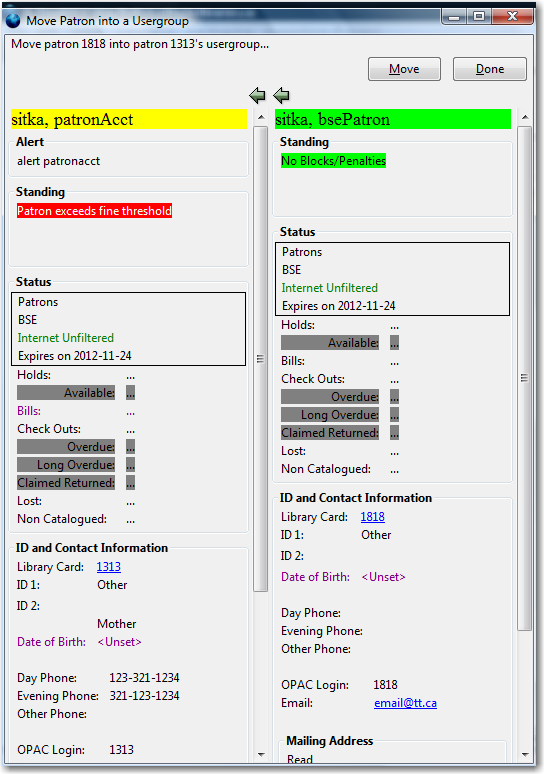 Move Patron into a Usergroup
Move patron 1818 into patron 1313's usergroup...
Move Done
sitka, patronAcct
Alert
alert patronacct
Standing
Patron exceeds fine threshold
Status
Patrons
BSE
Internet Unfiltered
Expires on 2012-11-24
Holds: ...
Available: ...
Bills: ...
Check Outs: ...
Overdue: ...
Long Overdue: ...
Claimed Returned: ...
Lost: ...
Non Catalogued: ...
ID and Contact Information
Library Card: 1313
ID 1: Other
ID 2:
Mother
Date of Birth: <Unset>
Day Phone: 123-321-1234
Evening Phone: 321-123-1234
Other Phone:
OPAC Login: 1313
sitka, bsePatron
Standing
No Blocks/Penalties
Status
Patrons
BSE
Internet Unfiltered
Expires on 2012-11-24
Holds: ...
Available: ...
Bills: ...
Check Outs: ...
Overdue: ...
Long Overdue: ...
Claimed Returned: ...
Lost: ...
Non Catalogued: ...
ID and Contact Information
Library Card: 1818
ID 1: Other
ID 2:
Date of Birth: <Unset>
Day Phone:
Evening Phone:
Other Phone:
OPAC Login: 1818
Email: email@tt.ca
Mailing Address
Read